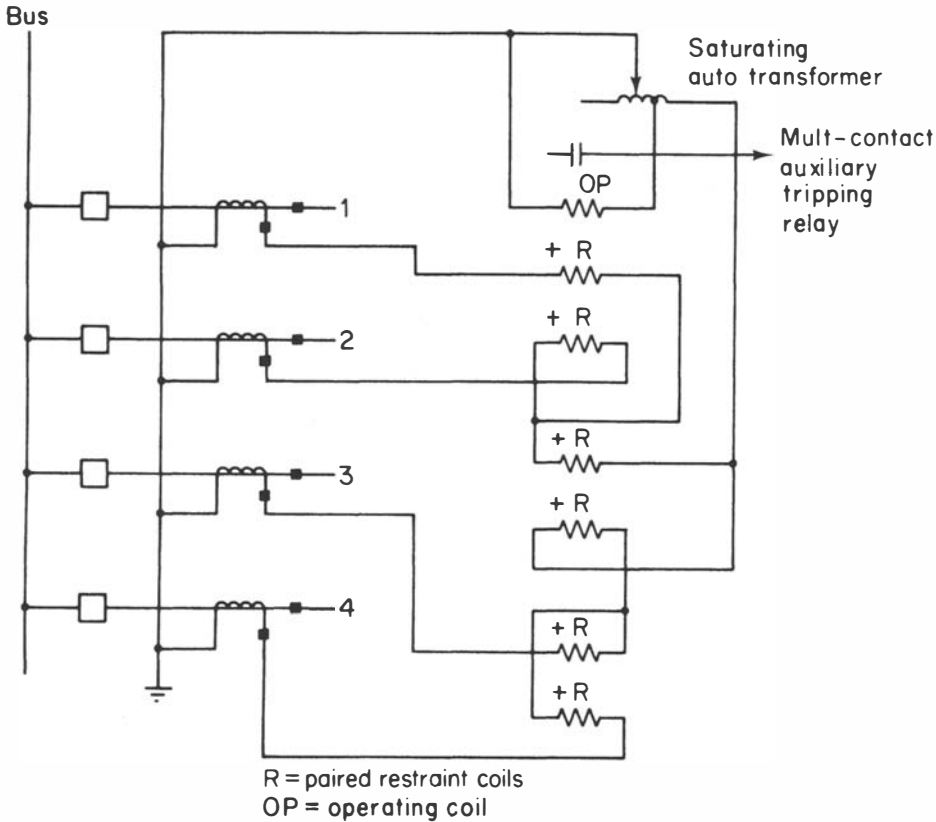 Bus
Saturating
auto transformer
Mult-contact
auxiliary
tripping
relay
OP
1
+ R
+ R
2
+ R
3
+ R
+ R
4
+ R
R = paired restraint coils
OP = operating coil